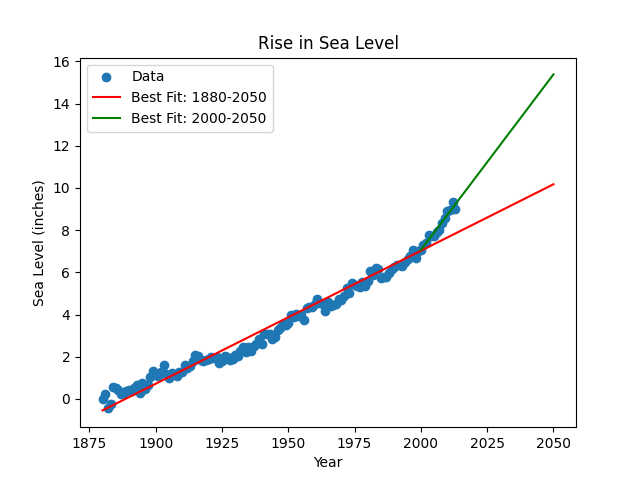 Rise in Sea Level
Data
Best Fit: 1880-2050
Best Fit: 2000-2050
Sea Level (inches)
16
14
12
10
8
6
4
2
0
1875 1900 1925 1950 1975 2000 2025 2050
Year